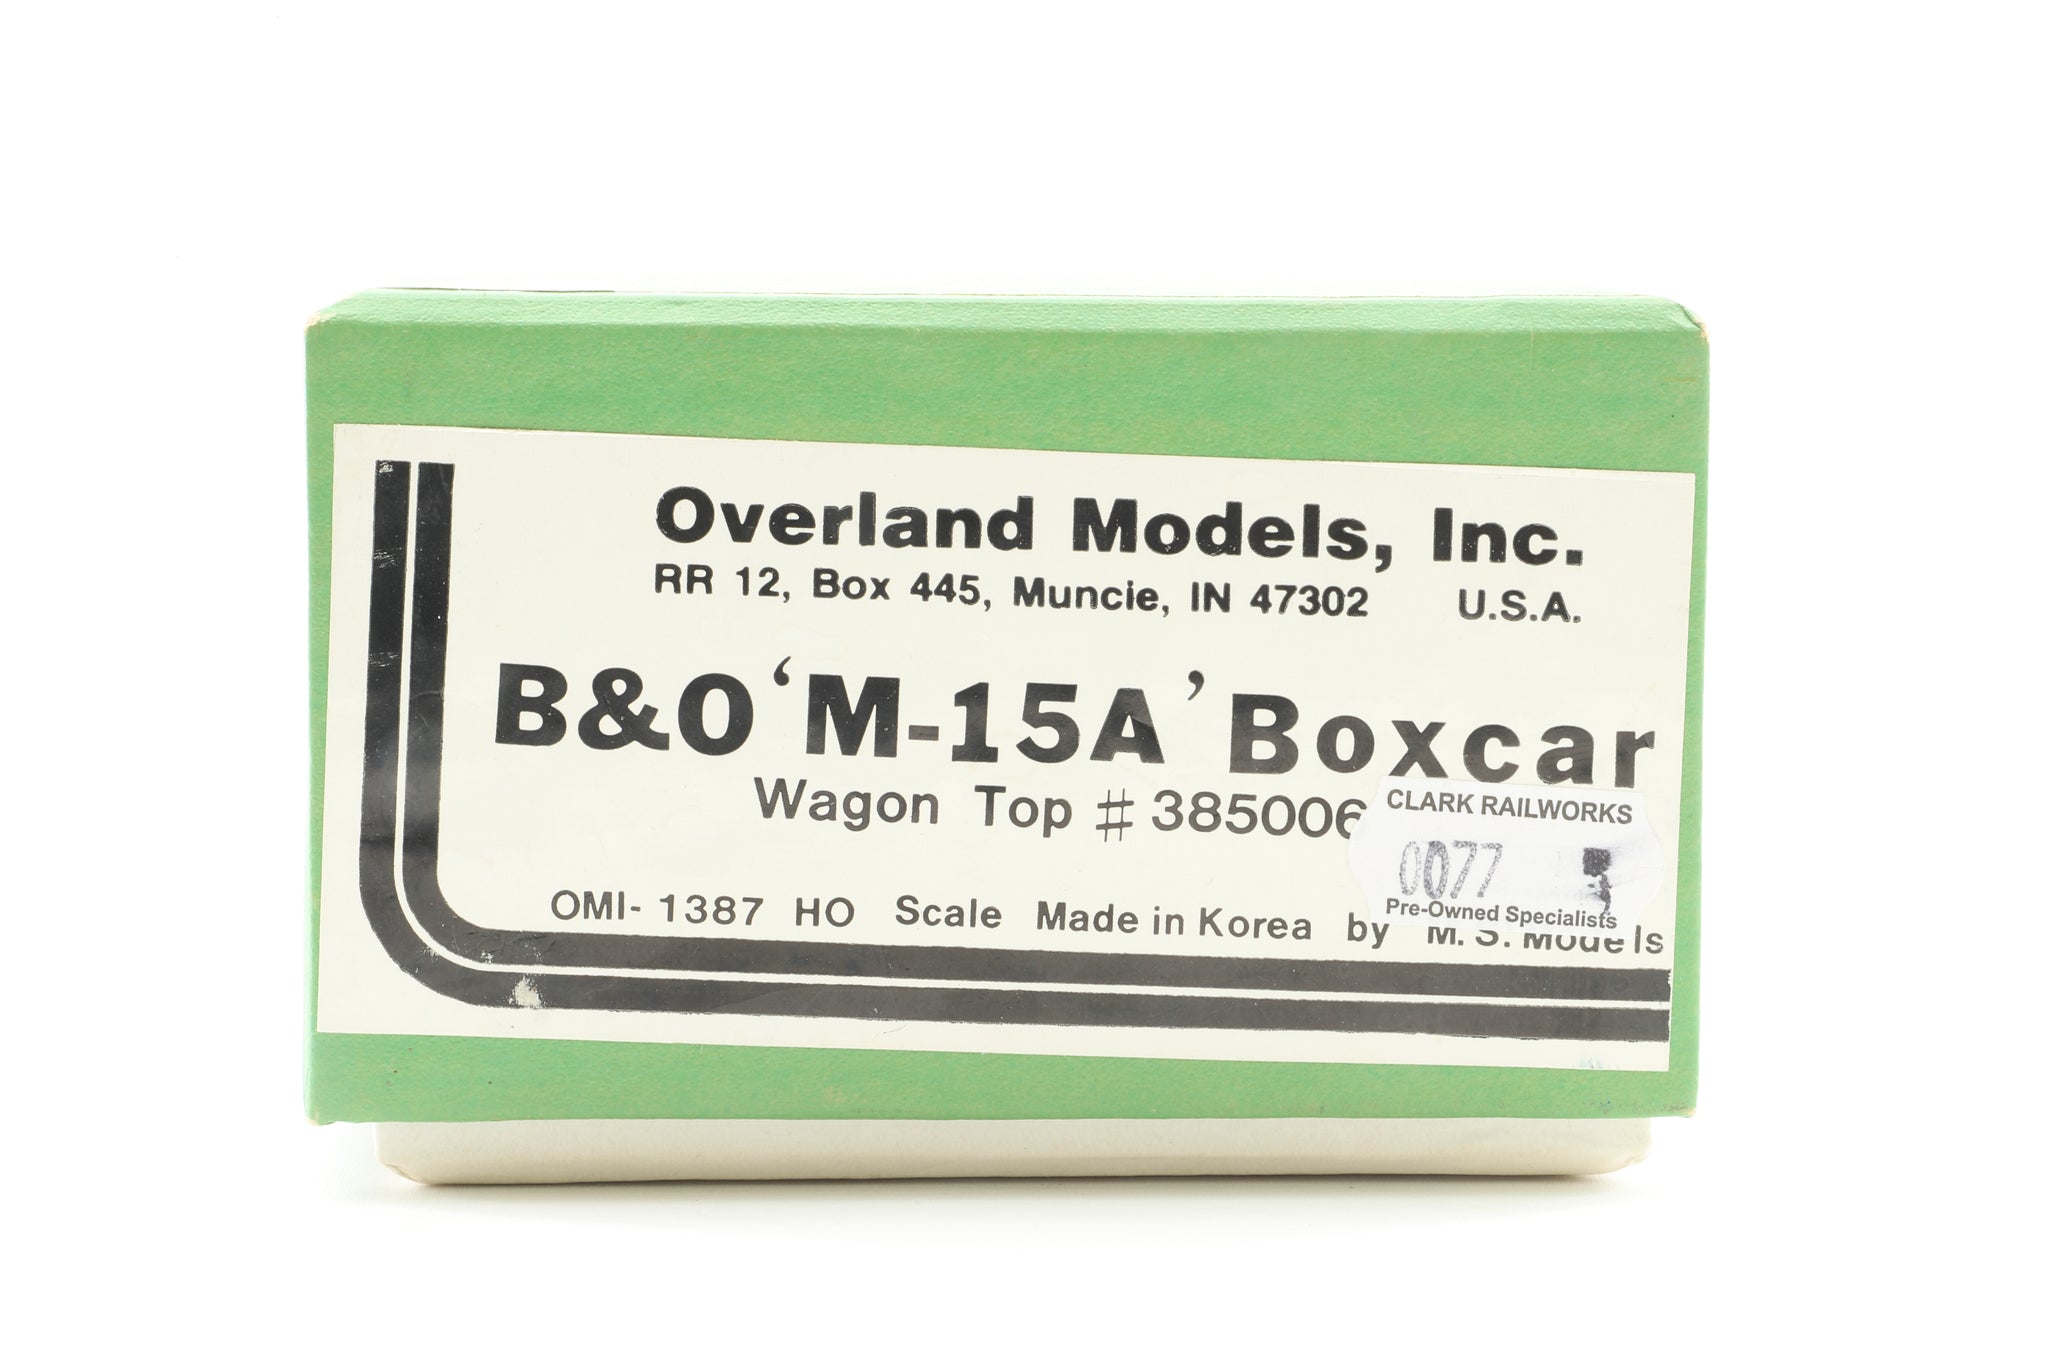 Overland Models, Inc.
RR 12, Box 445, Muncie, IN 47302 U.S.A.
B&O 'M-15A' Boxcar
Wagon Top # 385006
CLARK RAILWORKS
0077
Pre-Owned Specialists
OMI- 1387 HO Scale Made in Korea by M. S. Models